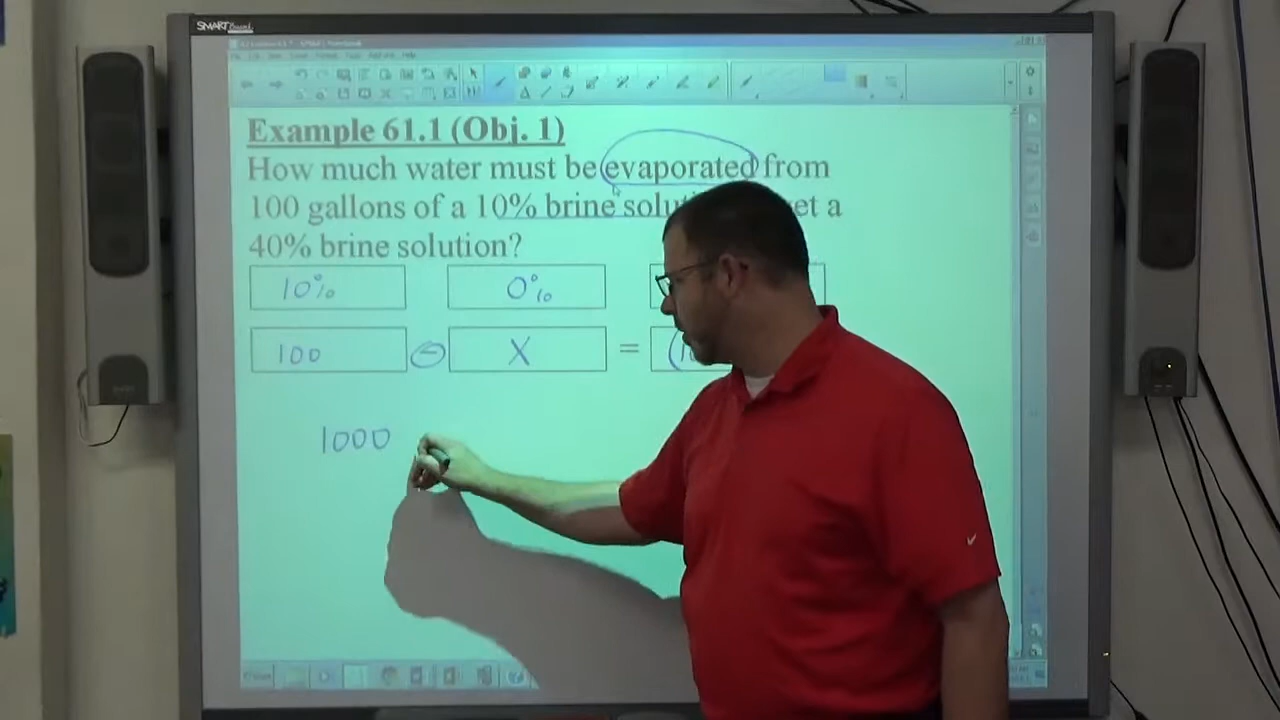 SMART Board
Example 61.1 (Obj. 1)
How much water must be evaporated from
100 gallons of a 10% brine
40% brine solution?
10% 0%
100 − X =
1000